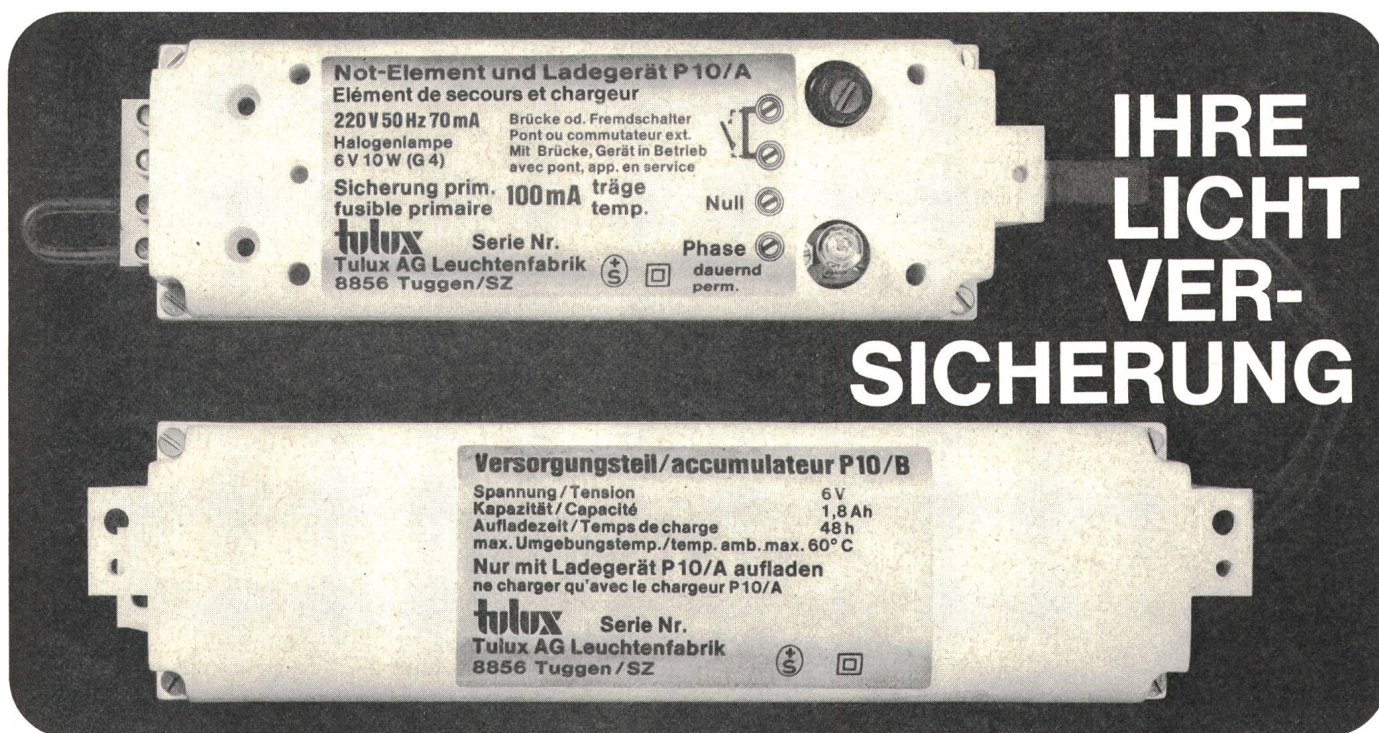 Not-Element und Ladegerät P10/A
Elément de secours et chargeur
220 V 50 Hz 70 mA
Halogenlampe
6 V 10 W (G 4)
Brücke od. Fremdschalter
Pont ou commutateur ext.
Mit Brücke, Gerät in Betrieb
avec pont, app. en service
Sicherung prim. 100 mA träge
fusible primaire temp.
Null
tulux Serie Nr.
Phase
Tulux AG Leuchtenfabrik
8856 Tuggen/SZ
+S
dauernd
perm.
IHRE
LICHT
VER-
SICHERUNG
Versorgungsteil/accumulateur P10/B
Spannung/Tension 6 V
Kapazität/Capacité 1,8 Ah
Aufladezeit/Temps de charge 48 h
max. Umgebungstemp./temp. amb. max. 60° C
Nur mit Ladegerät P10/A aufladen
ne charger qu'avec le chargeur P10/A
tulux Serie Nr.
Tulux AG Leuchtenfabrik
8856 Tuggen/SZ
+S